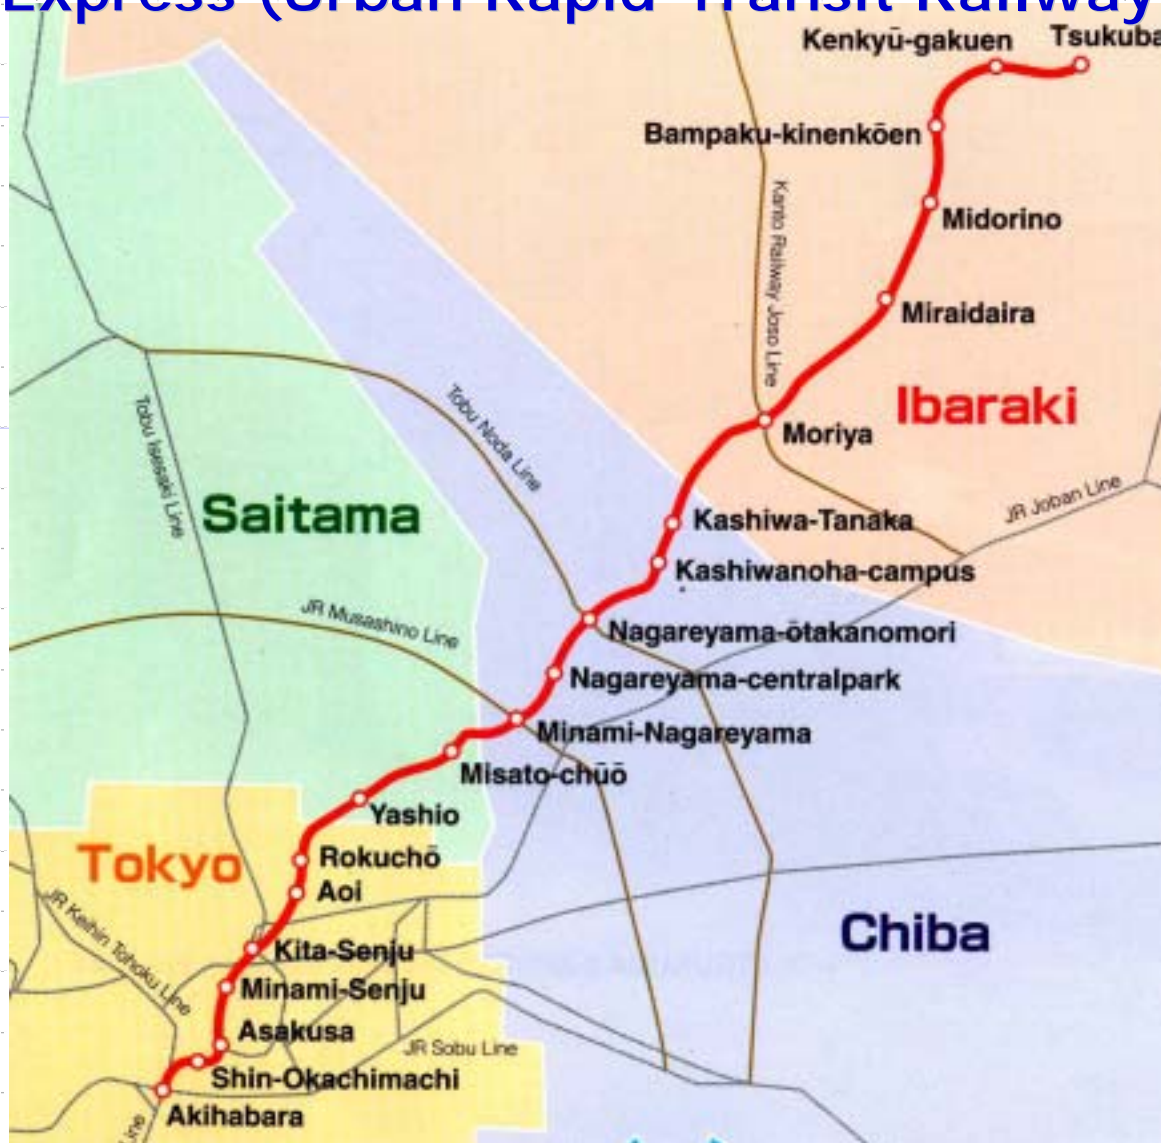 Express (Urban Rapid Transit Railway
Kenkyū-gakuen
Tsukuba
Bampaku-kinenkōen
Kanto Railway Joso Line
Midorino
Miraidaira
Ibaraki
Tobu Noda Line
Tobu Isesaki Line
Moriya
JR Joban Line
Saitama
Kashiwa-Tanaka
Kashiwanoha-campus
JR Musashino Line
Nagareyama-ōtakanomori
Nagareyama-centralpark
Minami-Nagareyama
Misato-chūō
Yashio
Tokyo
Rokuchō
Aoi
JR Keihin Tohoku Line
Chiba
Kita-Senju
Minami-Senju
Asakusa
JR Sobu Line
Shin-Okachimachi
Akihabara
Line